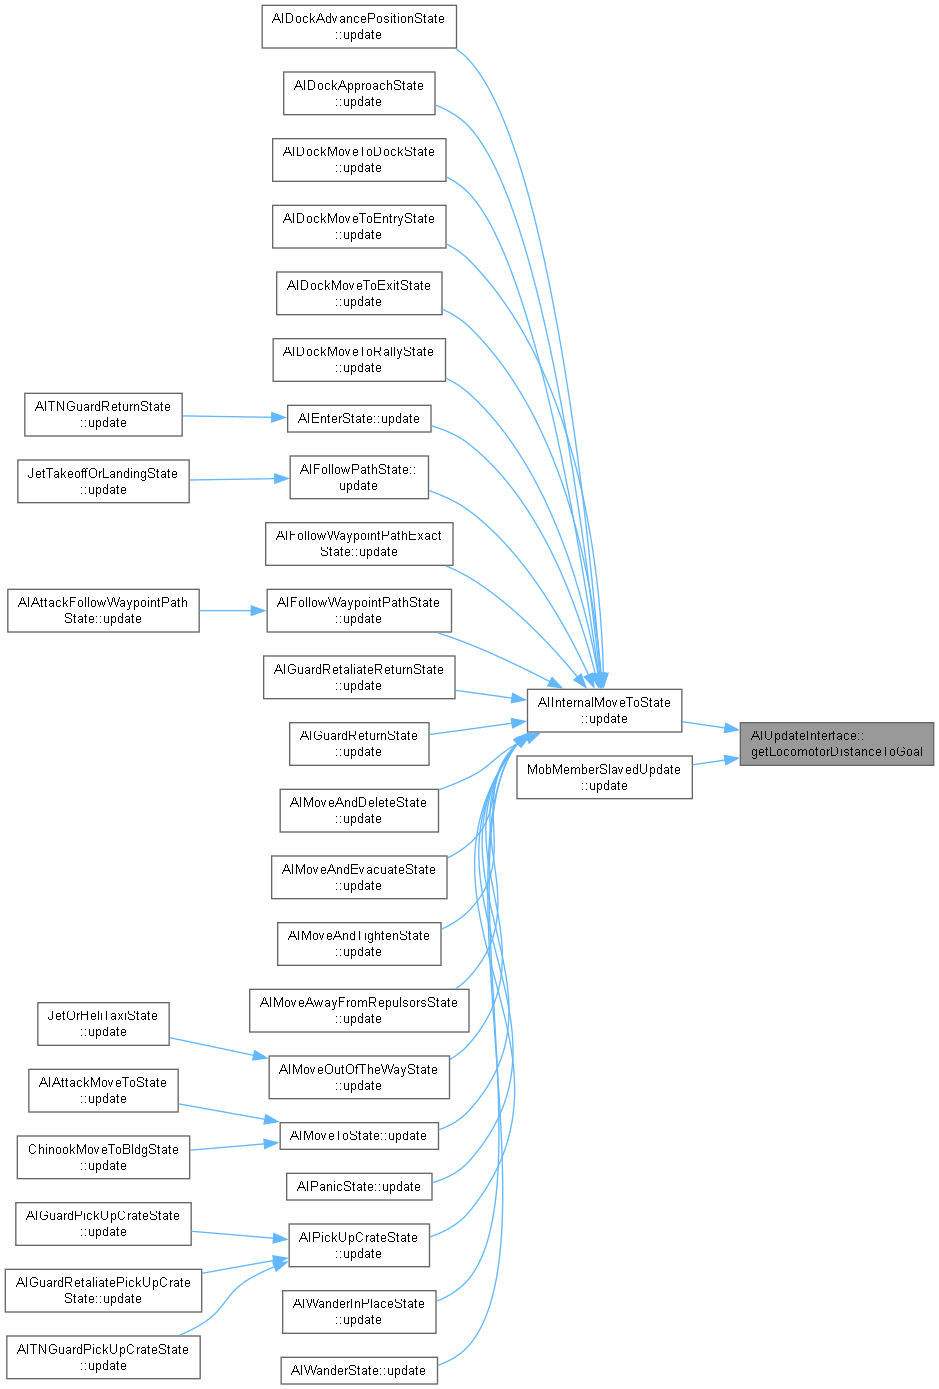 AIDockAdvancePositionState
::update
AIDockApproachState
::update
AIDockMoveToDockState
::update
AIDockMoveToEntryState
::update
AIDockMoveToExitState
::update
AIDockMoveToRallyState
::update
AITNGuardReturnState
::update
AIEnterState::update
JetTakeoffOrLandingState
::update
AIFollowPathState::
update
AIFollowWaypointPathExact
State::update
AIAttackFollowWaypointPath
State::update
AIFollowWaypointPathState
::update
AIGuardRetaliateReturnState
::update
AIInternalMoveToState
::update
AIGuardReturnState
::update
AIUpdateInterface::
getLocomotorDistanceToGoal
MobMemberSlavedUpdate
::update
AIMoveAndDeleteState
::update
AIMoveAndEvacuateState
::update
AIMoveAndTightenState
::update
AIMoveAwayFromRepulsorsState
::update
JetOrHeliTaxiState
::update
AIMoveOutOfTheWayState
::update
AIAttackMoveToState
::update
AIMoveToState::update
ChinookMoveToBldgState
::update
AIPanicState::update
AIGuardPickUpCrateState
::update
AIPickUpCrateState
::update
AIGuardRetaliatePickUpCrate
State::update
AIWanderInPlaceState
::update
AITNGuardPickUpCrateState
::update
AIWanderState::update